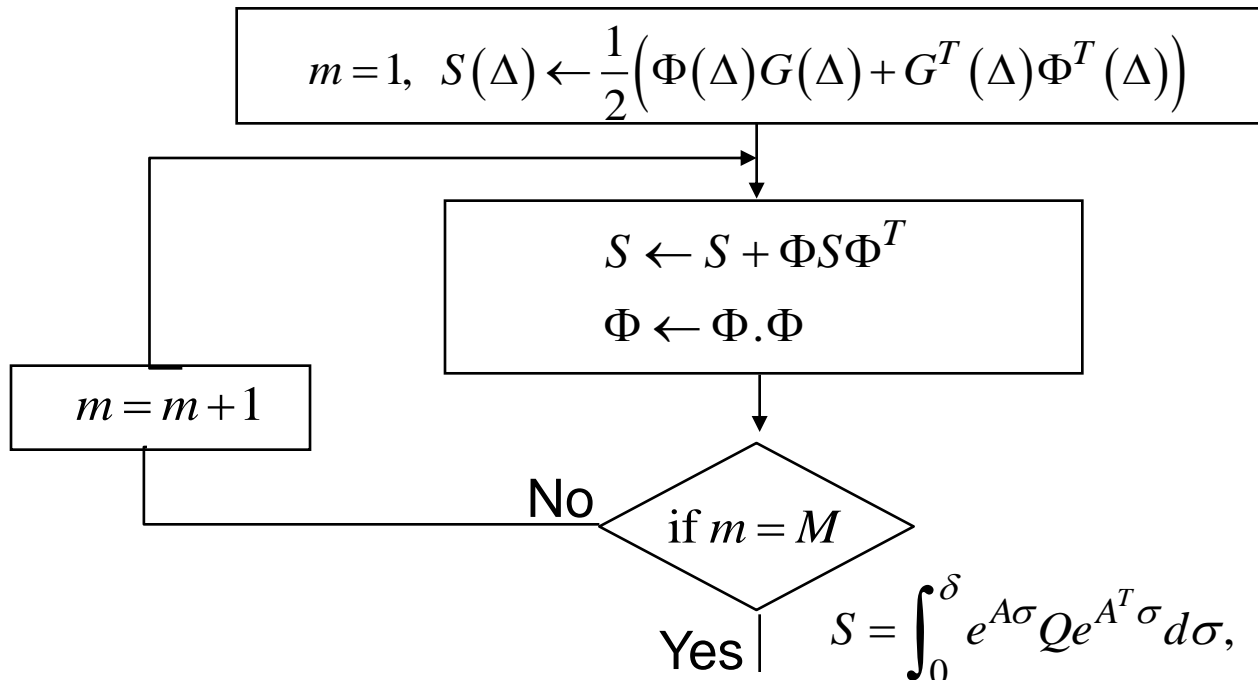 m = 1, S(Δ) ← 1/2 (Φ(Δ)G(Δ) + G^T(Δ)Φ^T(Δ))
S ← S + ΦSΦ^T
Φ ← Φ.Φ
m = m + 1
No
if m = M
Yes
S = ∫_0^δ e^{Aσ} Q e^{A^T σ} dσ,